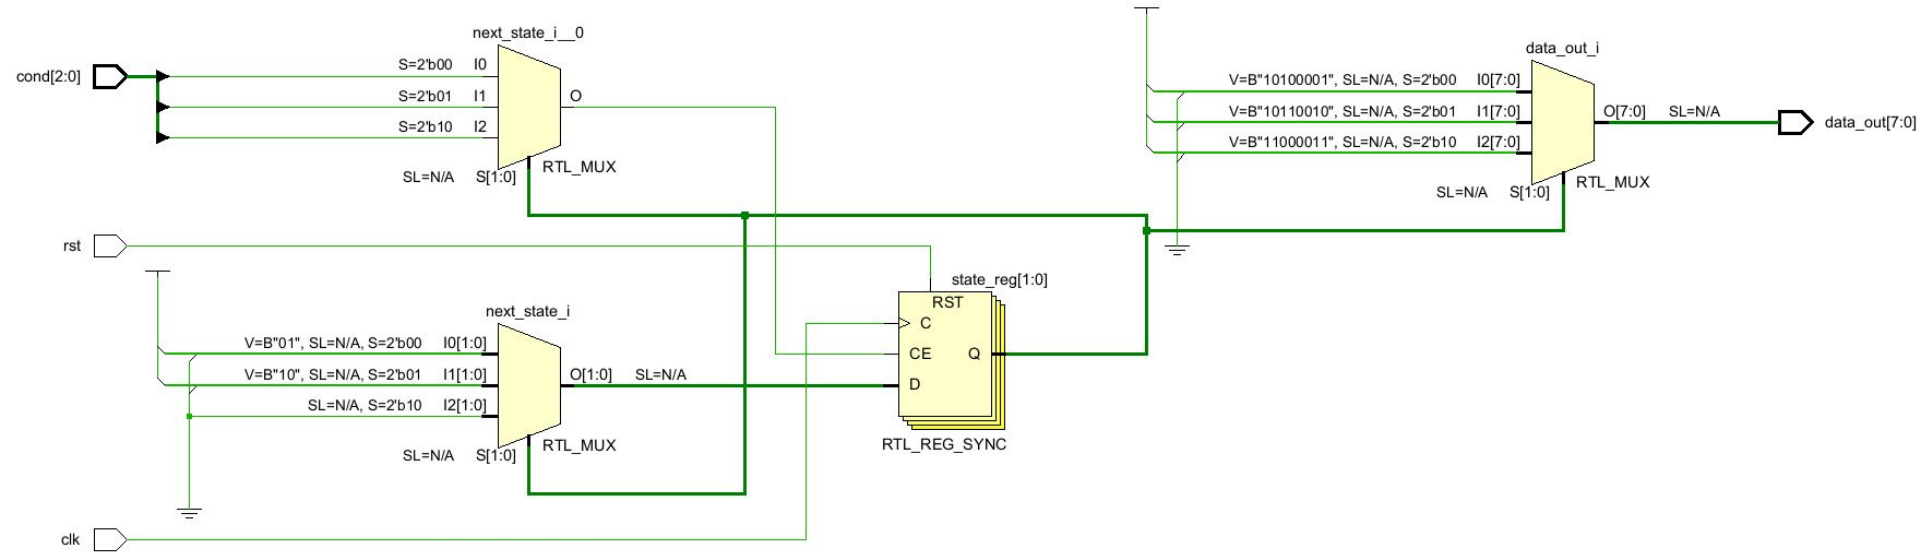 next_state_i__0
cond[2:0]
S=2'b00 I0
S=2'b01 I1
S=2'b10 I2
O
SL=N/A S[1:0]
RTL_MUX
data_out_i
V=B"10100001", SL=N/A, S=2'b00 I0[7:0]
V=B"10110010", SL=N/A, S=2'b01 I1[7:0]
V=B"11000011", SL=N/A, S=2'b10 I2[7:0]
O[7:0] SL=N/A
data_out[7:0]
SL=N/A S[1:0]
RTL_MUX
rst
next_state_i
V=B"01", SL=N/A, S=2'b00 I0[1:0]
V=B"10", SL=N/A, S=2'b01 I1[1:0]
SL=N/A, S=2'b10 I2[1:0]
O[1:0] SL=N/A
SL=N/A S[1:0]
RTL_MUX
state_reg[1:0]
RST
C
CE Q
D
RTL_REG_SYNC
clk